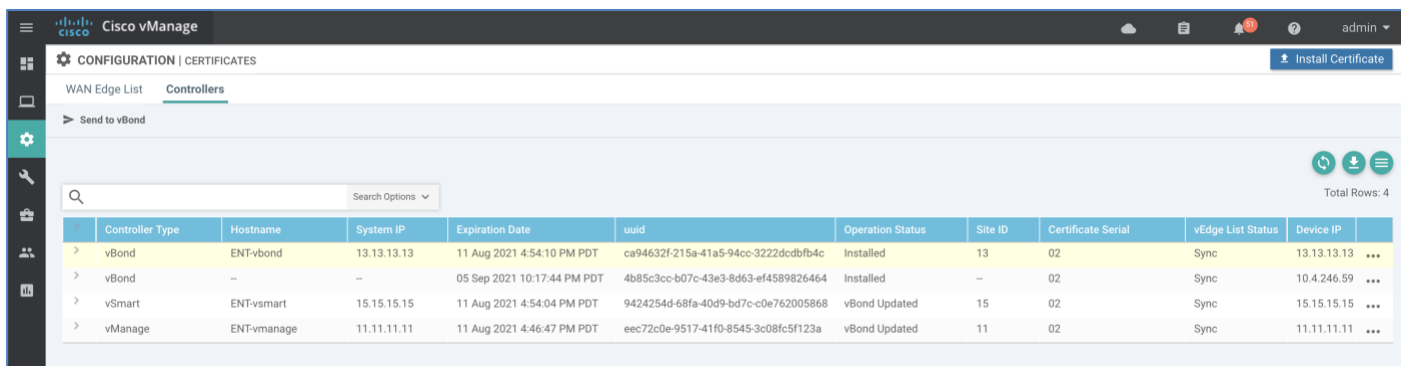 CISCO Cisco vManage 51 admin
CONFIGURATION | CERTIFICATES Install Certificate
WAN Edge List Controllers
Send to vBond
Search Options Total Rows: 4
Controller Type Hostname System IP Expiration Date uuid Operation Status Site ID Certificate Serial vEdge List Status Device IP
vBond ENT-vbond 13.13.13.13 11 Aug 2021 4:54:10 PM PDT ca94632f-215a-41a5-94cc-3222dcdbfb4c Installed 13 02 Sync 13.13.13.13 •••
vBond -- -- 05 Sep 2021 10:17:44 PM PDT 4b85c3cc-b07c-43e3-8d63-ef4589826464 Installed -- 02 Sync 10.4.246.59 •••
vSmart ENT-vsmart 15.15.15.15 11 Aug 2021 4:54:04 PM PDT 9424254d-68fa-40d9-bd7c-c0e762005868 vBond Updated 15 02 Sync 15.15.15.15 •••
vManage ENT-vmanage 11.11.11.11 11 Aug 2021 4:46:47 PM PDT eec72c0e-9517-41f0-8545-3c08fc5f123a vBond Updated 11 02 Sync 11.11.11.11 •••